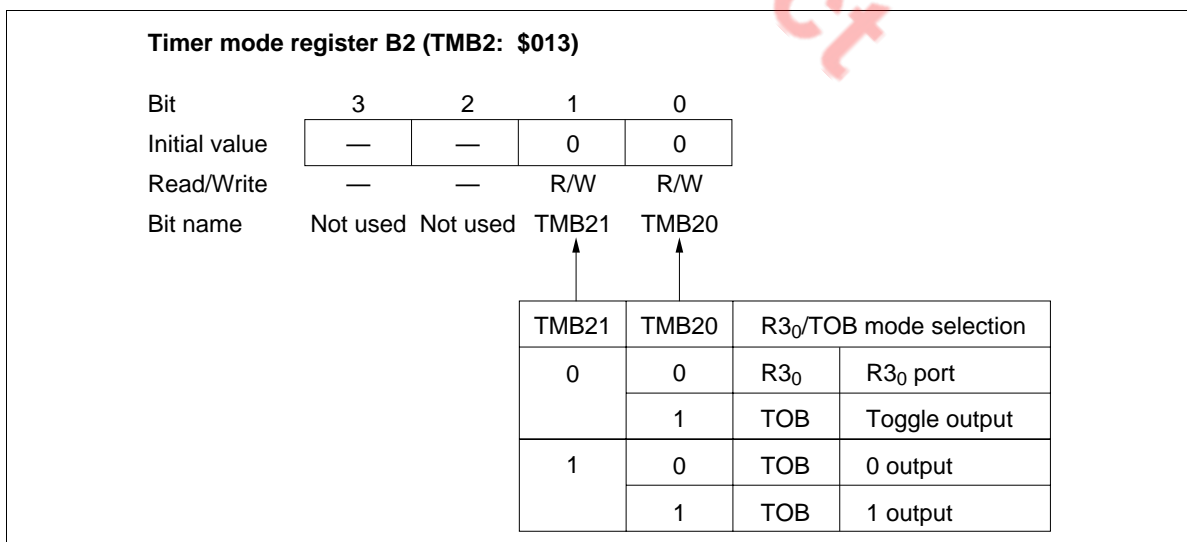 Timer mode register B2 (TMB2: $013)
Bit 3 2 1 0
Initial value — — 0 0
Read/Write — — R/W R/W
Bit name Not used Not used TMB21 TMB20
TMB21 TMB20 R3₀/TOB mode selection
0 0 R3₀ R3₀ port
1 TOB Toggle output
1 0 TOB 0 output
1 TOB 1 output